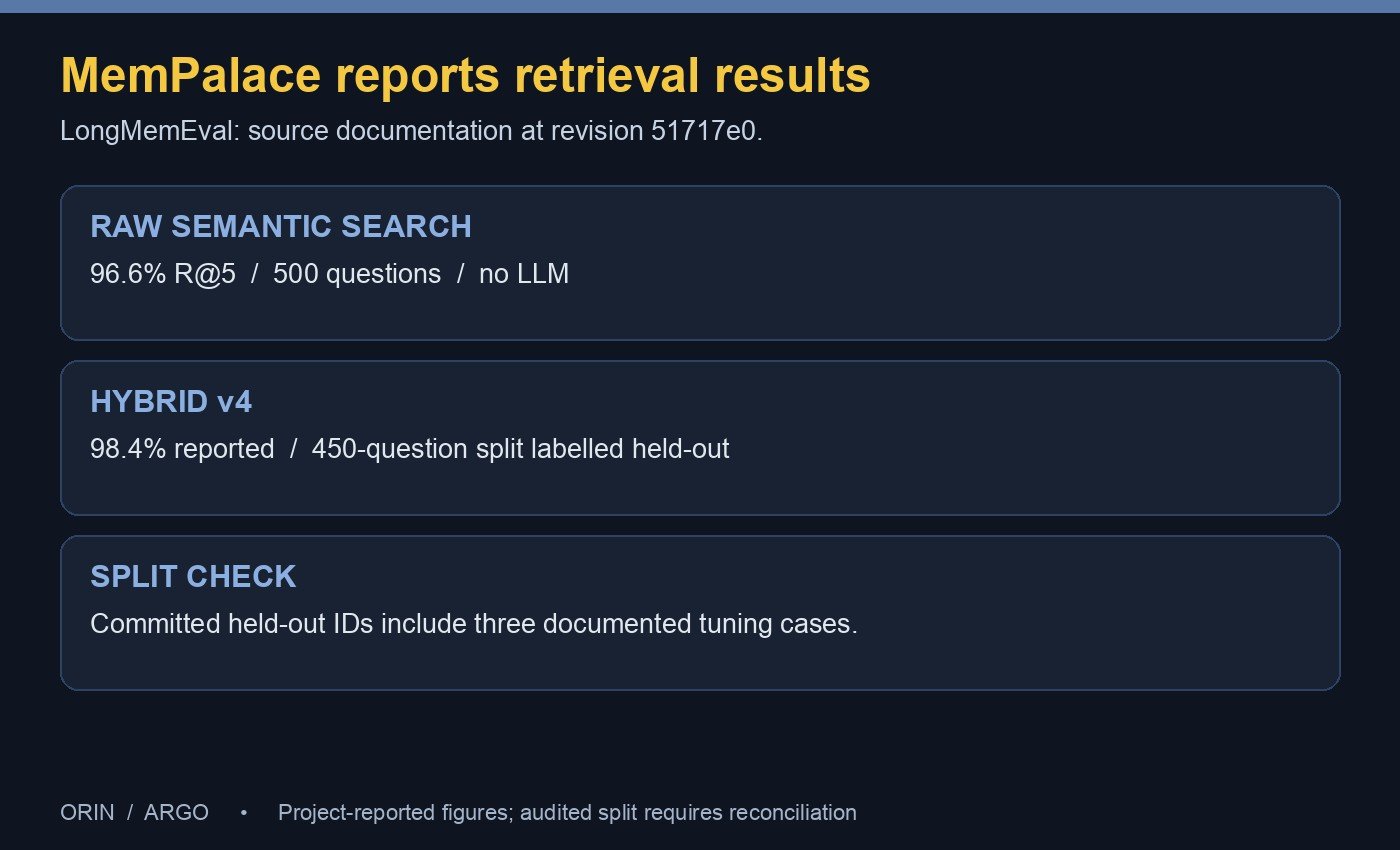 MemPalace reports retrieval results
LongMemEval: source documentation at revision 51717e0.
RAW SEMANTIC SEARCH
96.6% R@5 / 500 questions / no LLM
HYBRID v4
98.4% reported / 450-question split labelled held-out
SPLIT CHECK
Committed held-out IDs include three documented tuning cases.
ORIN / ARGO • Project-reported figures; audited split requires reconciliation